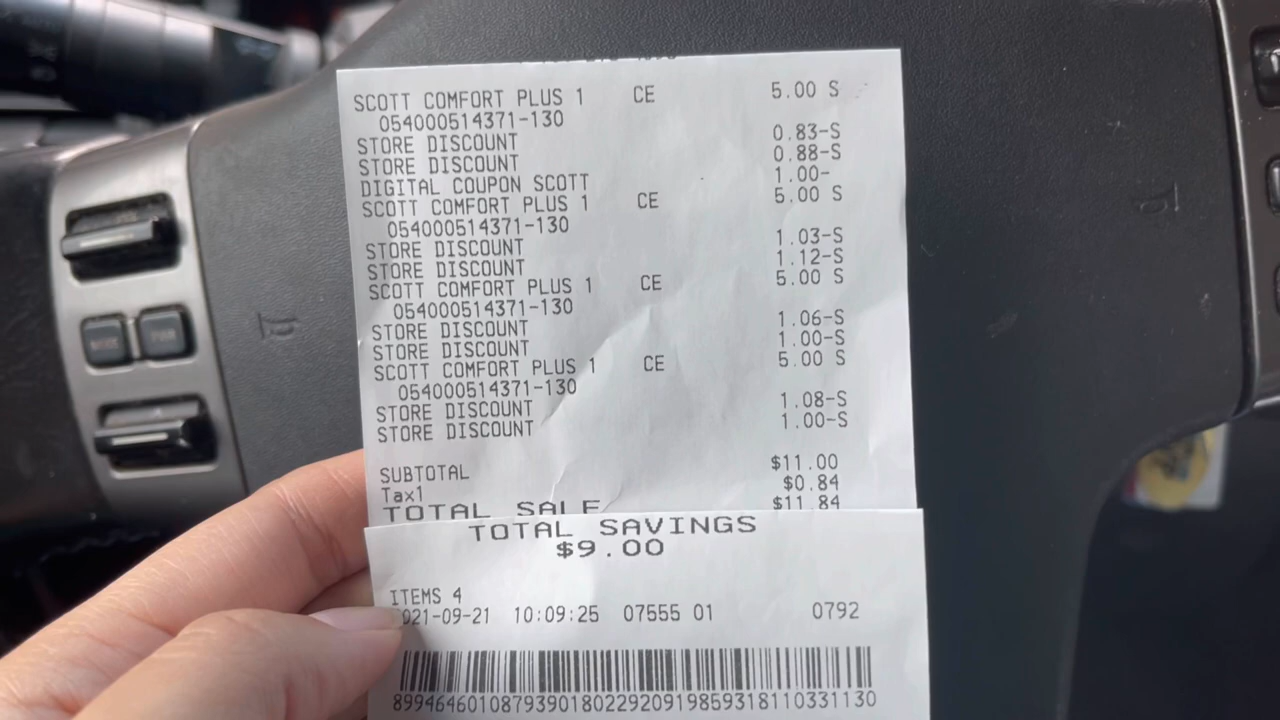 SCOTT COMFORT PLUS 1 CE 5.00 S
054000514371-130
STORE DISCOUNT 0.83-S
STORE DISCOUNT 0.88-S
DIGITAL COUPON SCOTT 1.00-
SCOTT COMFORT PLUS 1 CE 5.00 S
054000514371-130
STORE DISCOUNT 1.03-S
STORE DISCOUNT 1.12-S
SCOTT COMFORT PLUS 1 CE 5.00 S
054000514371-130
STORE DISCOUNT 1.06-S
STORE DISCOUNT 1.00-S
SCOTT COMFORT PLUS 1 CE 5.00 S
054000514371-130
STORE DISCOUNT 1.08-S
STORE DISCOUNT 1.00-S
SUBTOTAL $11.00
Tax1 $0.84
TOTAL SALE $11.84
TOTAL SAVINGS
$9.00
ITEMS 4
2021-09-21 10:09:25 07555 01 0792
8994646010879390180229209198593181103311​30